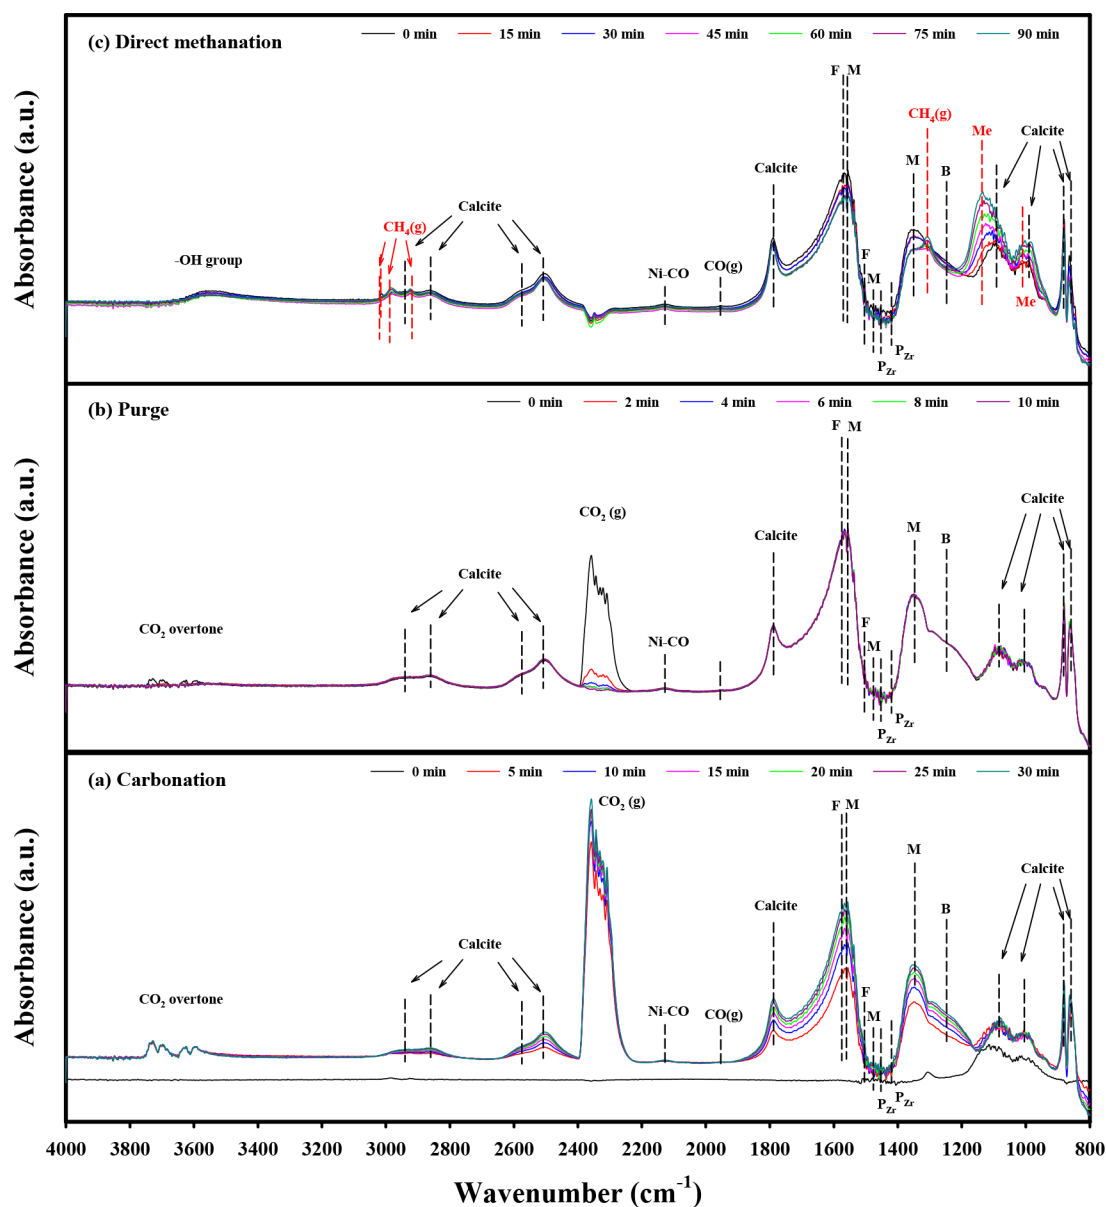 (c) Direct methanation
0 min 15 min 30 min 45 min 60 min 75 min 90 min
F M
CH4(g)
Me
Calcite
M
B
Calcite
Calcite
CH4(g)
-OH group
Ni-CO
CO(g)
F
M
Me
PZr
PZr
Absorbance (a.u.)
(b) Purge
0 min 2 min 4 min 6 min 8 min 10 min
F M
CO2 (g)
Calcite
Calcite
M
B
Calcite
CO2 overtone
Ni-CO
F
M
PZr
PZr
Absorbance (a.u.)
(a) Carbonation
0 min 5 min 10 min 15 min 20 min 25 min 30 min
CO2 (g)
F M
M
Calcite
Calcite
B
Calcite
CO2 overtone
Ni-CO
CO(g)
F
M
PZr
PZr
Absorbance (a.u.)
4000 3800 3600 3400 3200 3000 2800 2600 2400 2200 2000 1800 1600 1400 1200 1000 800
Wavenumber (cm-1)